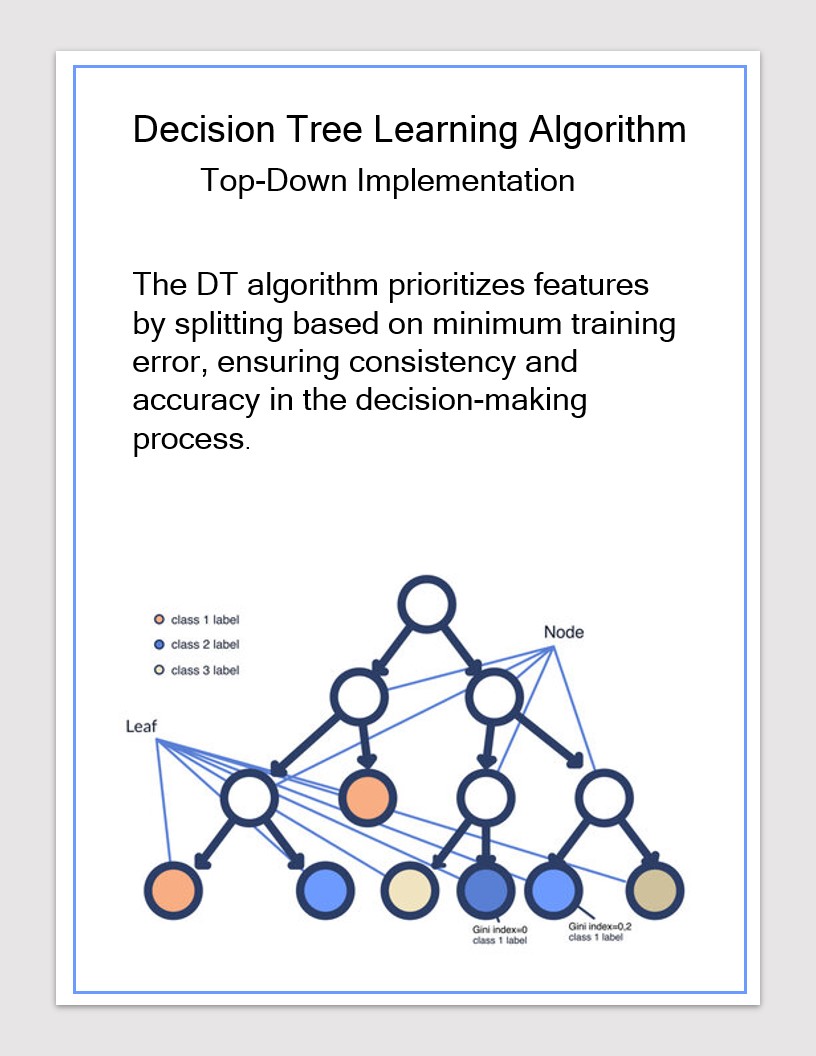 Decision Tree Learning Algorithm
Top-Down Implementation
The DT algorithm prioritizes features
by splitting based on minimum training
error, ensuring consistency and
accuracy in the decision-making
process.
class 1 label
class 2 label
class 3 label
Node
Leaf
Gini index=0
class 1 label
Gini index=0,2
class 1 label